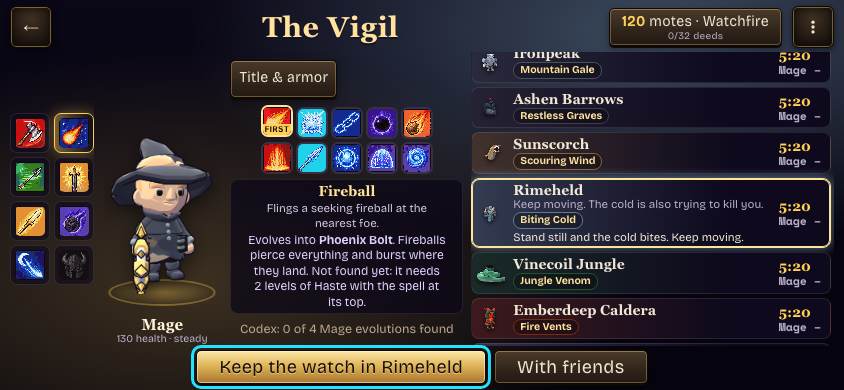 ←
The Vigil
120 motes · Watchfire
0/32 deeds
Title & armor
FIRST
Fireball
Flings a seeking fireball at the
nearest foe.
Evolves into Phoenix Bolt. Fireballs
pierce everything and burst where
they land. Not found yet: it needs
2 levels of Haste with the spell at
its top.
Codex: 0 of 4 Mage evolutions found
Mage
130 health · steady
Ironpeak
Mountain Gale
5:20
Mage –
Ashen Barrows
Restless Graves
5:20
Mage –
Sunscorch
Scouring Wind
5:20
Mage –
Rimeheld
Keep moving. The cold is also trying to kill you.
Biting Cold
Stand still and the cold bites. Keep moving.
5:20
Mage –
Vinecoil Jungle
Jungle Venom
5:20
Mage –
Emberdeep Caldera
Fire Vents
5:20
Mage –
Keep the watch in Rimeheld
With friends